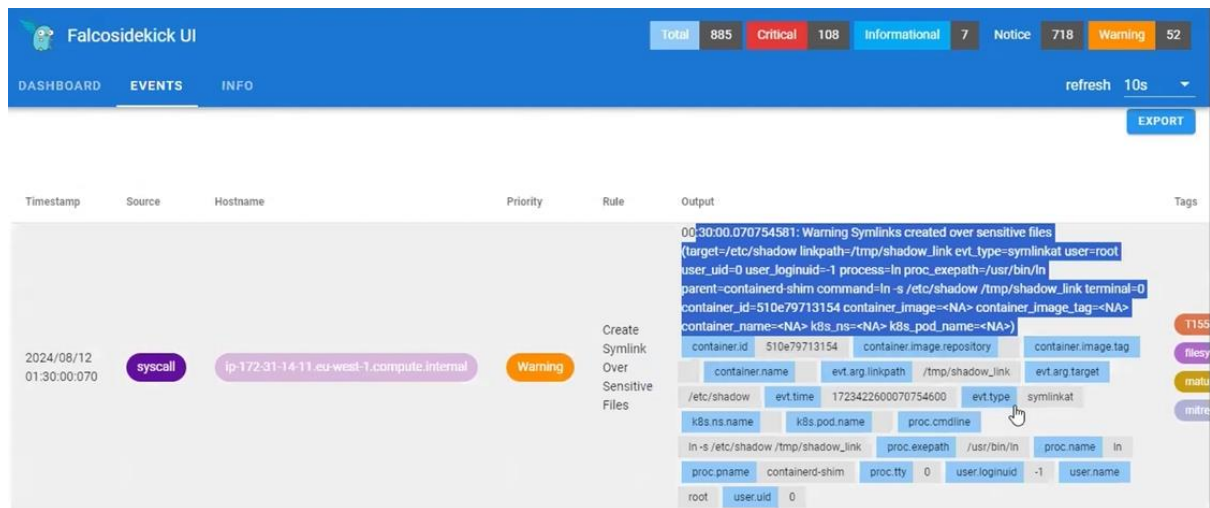 Falcosidekick UI
Total 885 Critical 108 Informational 7 Notice 718 Warning 52
DASHBOARD EVENTS INFO
refresh 10s
EXPORT
Timestamp Source Hostname Priority Rule Output Tags
2024/08/12
01:30:00:070
syscall
ip-172-31-14-11.eu-west-1.compute.internal
Warning
Create
Symlink
Over
Sensitive
Files
00:30:00.070754581: Warning Symlinks created over sensitive files
(target=/etc/shadow linkpath=/tmp/shadow_link evt_type=symlinkat user=root
user_uid=0 user_loginuid=-1 process=ln proc_exepath=/usr/bin/ln
parent=containerd-shim command=ln -s /etc/shadow /tmp/shadow_link terminal=0
container_id=510e79713154 container_image=<NA> container_image_tag=<NA>
container_name=<NA> k8s_ns=<NA> k8s_pod_name=<NA>)
container.id 510e79713154 container.image.repository container.image.tag
container.name evt.arg.linkpath /tmp/shadow_link evt.arg.target
/etc/shadow evt.time 1723422600070754600 evt.type symlinkat
k8s.ns.name k8s.pod.name proc.cmdline
ln -s /etc/shadow /tmp/shadow_link proc.exepath /usr/bin/ln proc.name ln
proc.pname containerd-shim proc.tty 0 user.loginuid -1 user.name
root user.uid 0
T155
filesy
matu
mitre